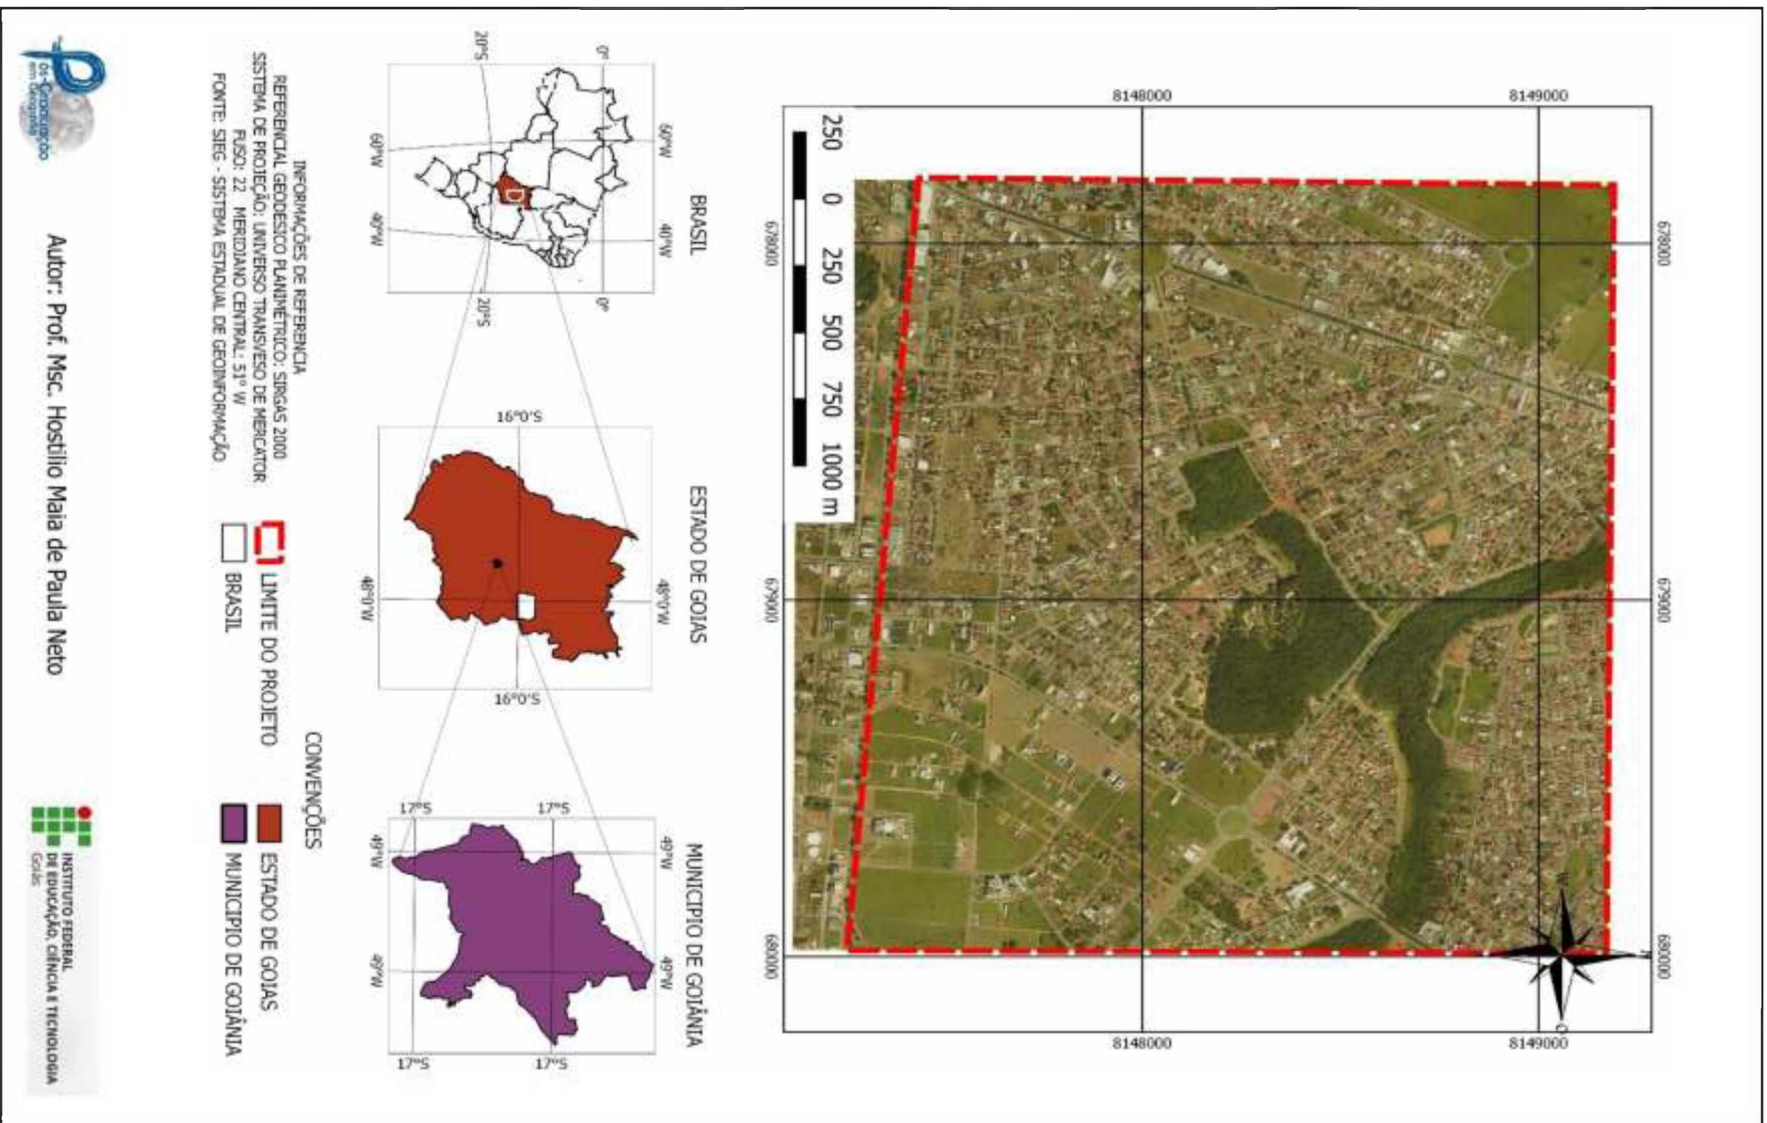 8148000
8149000
678000
678000
679000
679000
680000
680000
8148000
8149000
250 0 250 500 750 1000 m
BRASIL
60°W
40°W
0°
0°
20°S
20°S
60°W
40°W
ESTADO DE GOIAS
48°0'W
16°0'S
16°0'S
48°0'W
MUNICIPIO DE GOIÂNIA
49°W
49°W
17°S
17°S
17°S
17°S
49°W
49°W
INFORMAÇÕES DE REFERENCIA
REFERENCIAL GEODESICO PLANIMÉTRICO: SIRGAS 2000
SISTEMA DE PROJEÇÃO: UNIVERSO TRANSVESO DE MERCATOR
FUSO: 22 MERIDIANO CENTRAL: 51° W
FONTE: SIEG - SISTEMA ESTADUAL DE GEOINFORMAÇÃO
CONVENÇÕES
LIMITE DO PROJETO
ESTADO DE GOIAS
BRASIL
MUNICIPIO DE GOIÂNIA
Pós-Graduação
em Geografia
Autor: Prof. Msc. Hostilio Maia de Paula Neto
INSTITUTO FEDERAL
DE EDUCAÇÃO, CIÊNCIA E TECNOLOGIA
Goiás